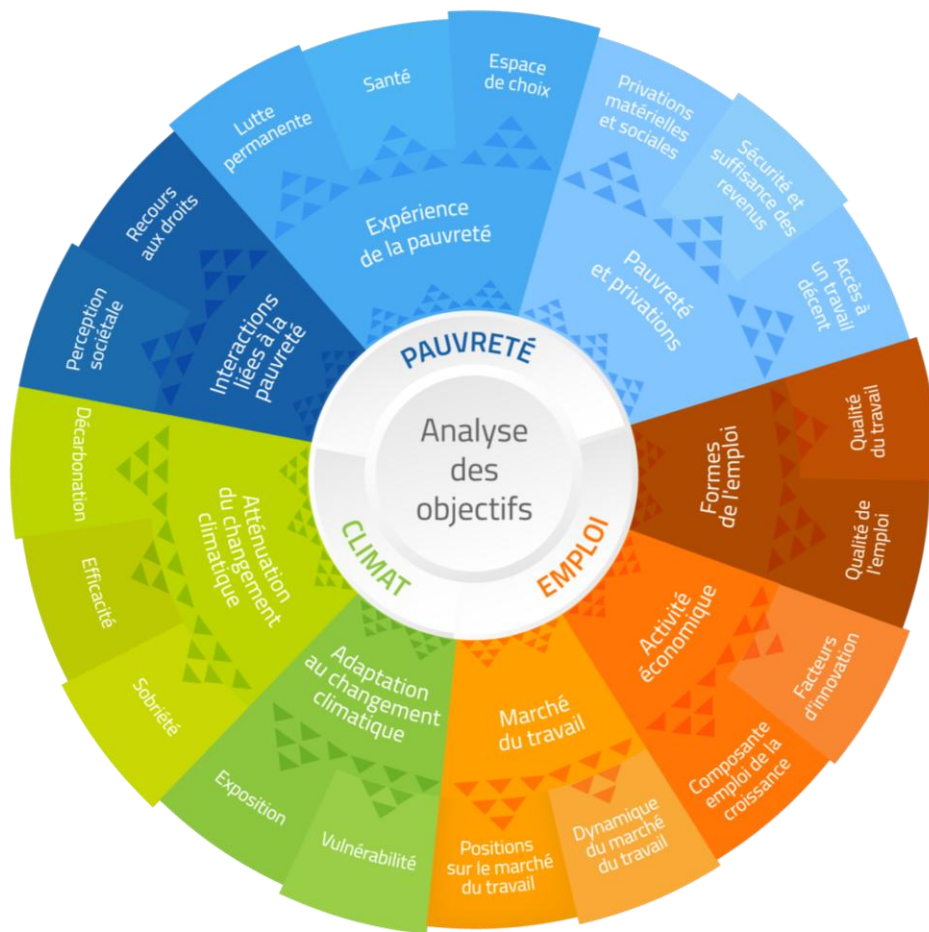 Analyse
des
objectifs
PAUVRETÉ
EMPLOI
CLIMAT
Interactions
liées à la
pauvreté
Perception
sociétale
Recours
aux droits
Expérience
de la pauvreté
Lutte
permanente
Santé
Espace
de choix
Pauvreté
et privations
Privations
matérielles
et sociales
Sécurité et
suffisance des
revenus
Accès à
un travail
décent
Formes
de l'emploi
Qualité
du travail
Qualité de
l'emploi
Activité
économique
Facteurs
d'innovation
Composante
emploi de la
croissance
Marché
du travail
Dynamique
du marché
du travail
Positions
sur le marché
du travail
Adaptation
au changement
climatique
Vulnérabilité
Exposition
Atténuation
du changement
climatique
Sobriété
Efficacité
Décarbonation